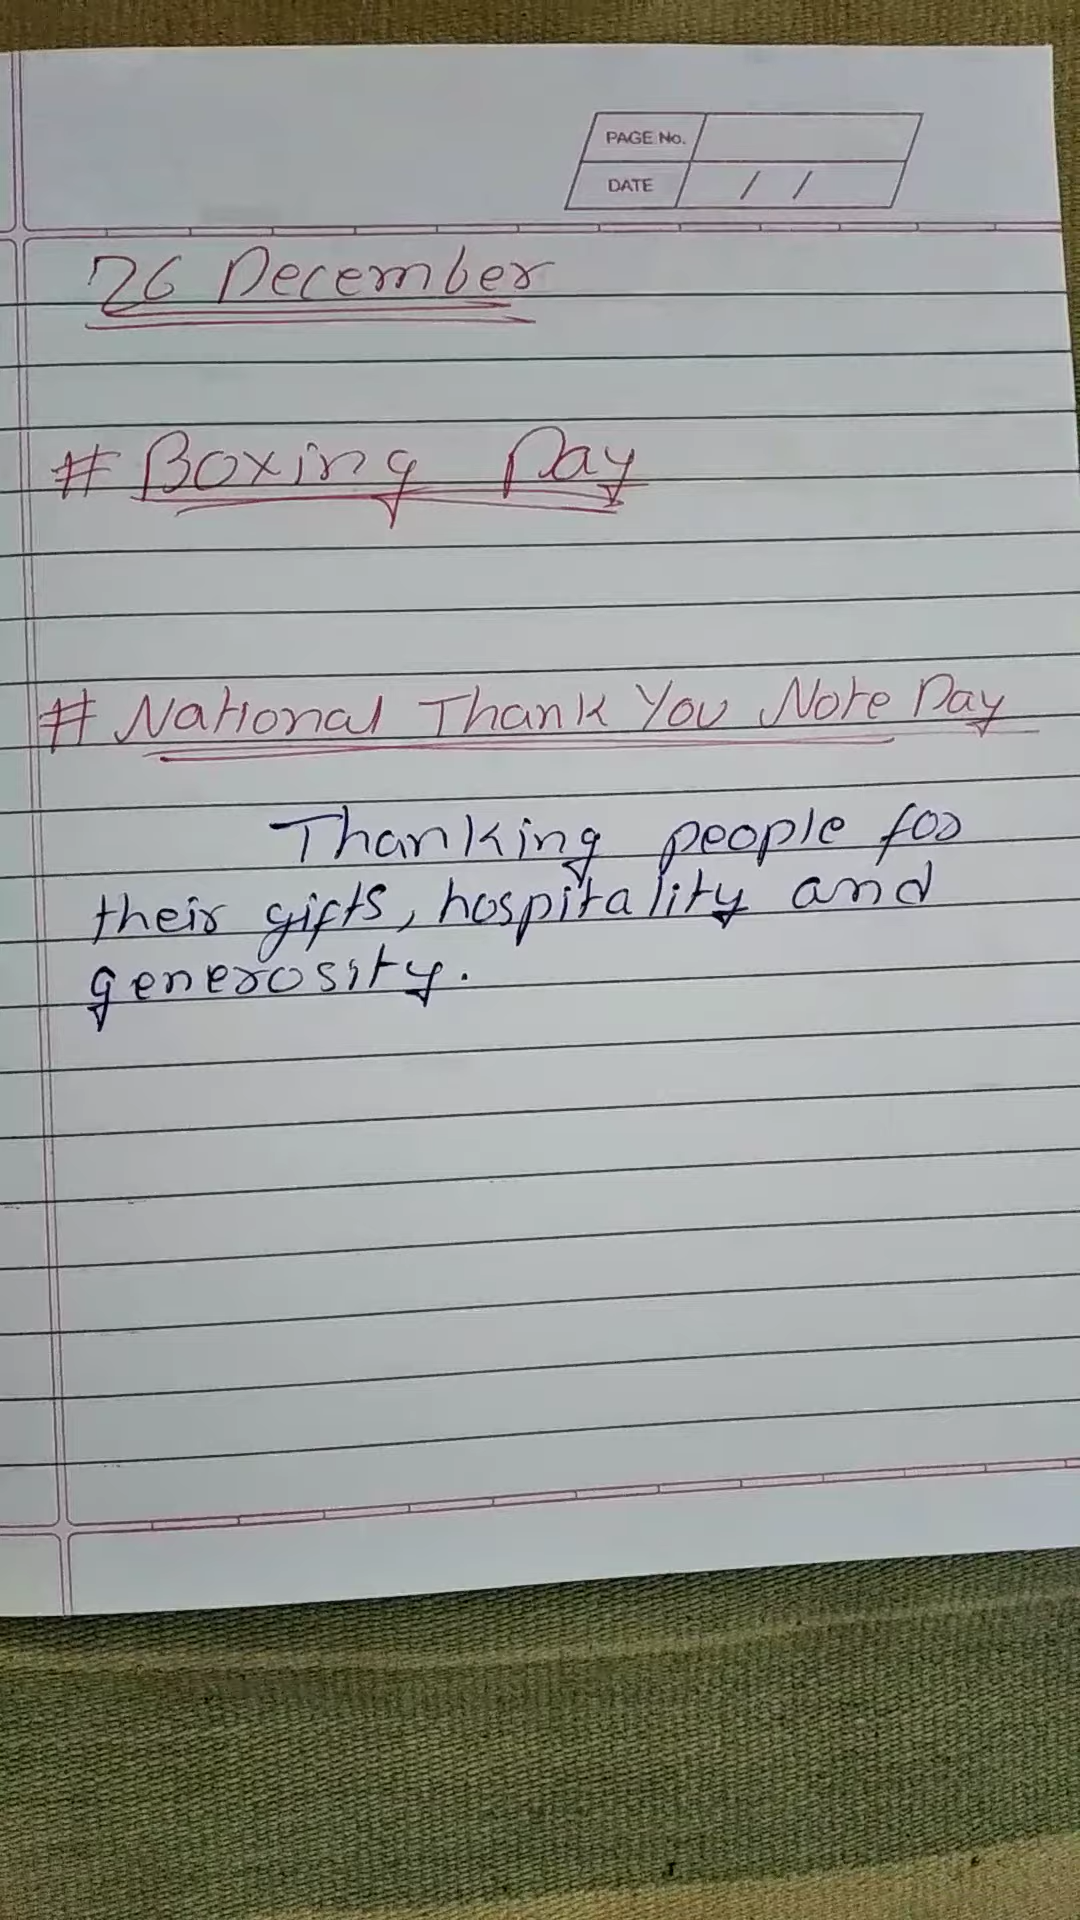 PAGE No.
DATE / /
26 December
# Boxing Day
# National Thank You Note Day
Thanking people for
their gifts, hospitality and
generosity.